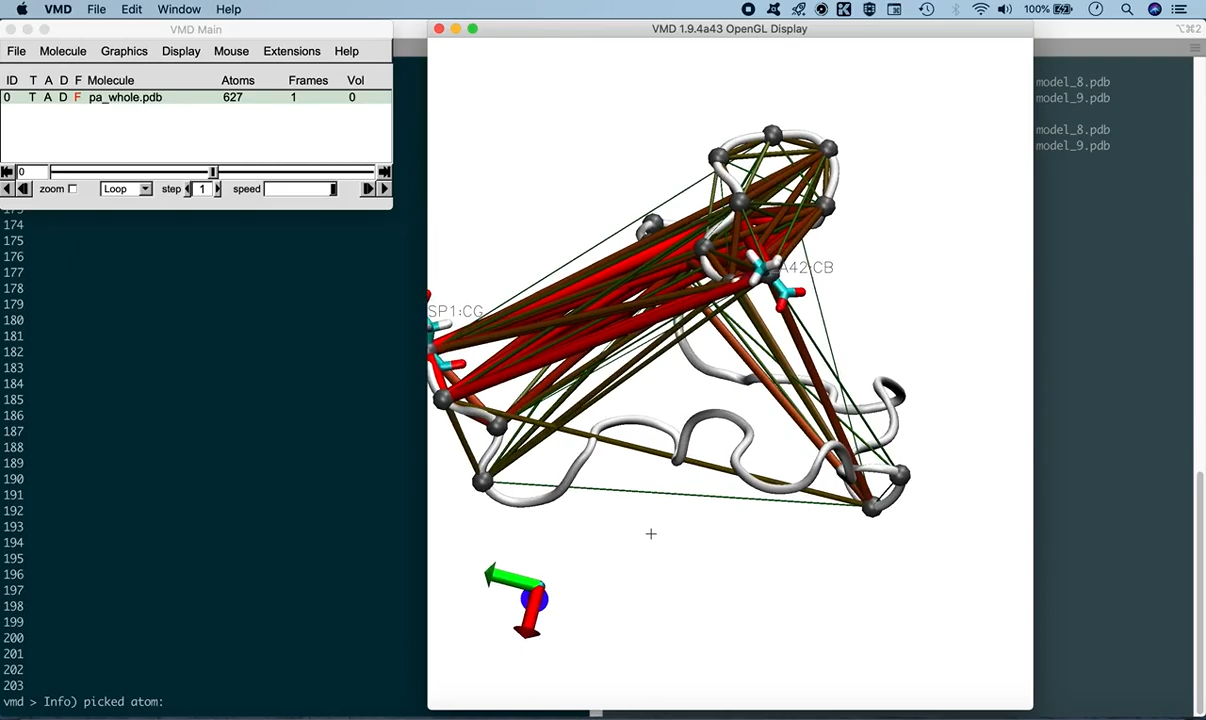 VMD File Edit Window Help 100%
VMD Main
File Molecule Graphics Display Mouse Extensions Help
ID T A D F Molecule Atoms Frames Vol
0 T A D F pa_whole.pdb 627 1 0
0
zoom Loop step 1 speed
174
175
176
177
178
179
180
181
182
183
184
185
186
187
188
189
190
191
192
193
194
195
196
197
198
199
200
201
202
203
vmd > Info) picked atom:
VMD 1.9.4a43 OpenGL Display
A42:CB
SP1:CG
⌥⌘2
model_8.pdb
model_9.pdb
model_8.pdb
model_9.pdb